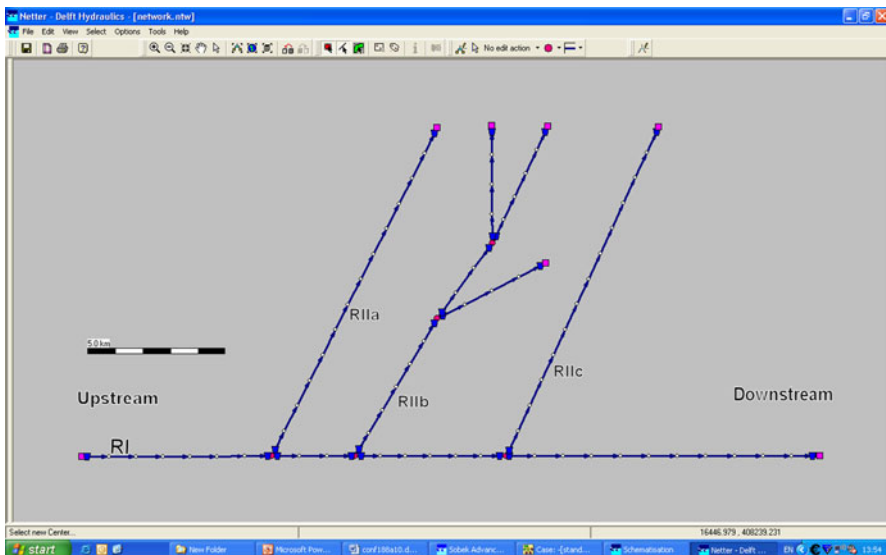 Netter - Delft Hydraulics - [network.ntw]
File Edit View Select Options Tools Help
No edit action
5.0 km
RIIa
RIIc
Upstream
RIIb
Downstream
RI
Select new Center...
16446.979 , 408239.231
start
New Folder
Microsoft Pow...
conf186a10.d...
Sobek Advanc...
Case: -[stand...
Schematisation
Netter - Delft ...
EN
13:54